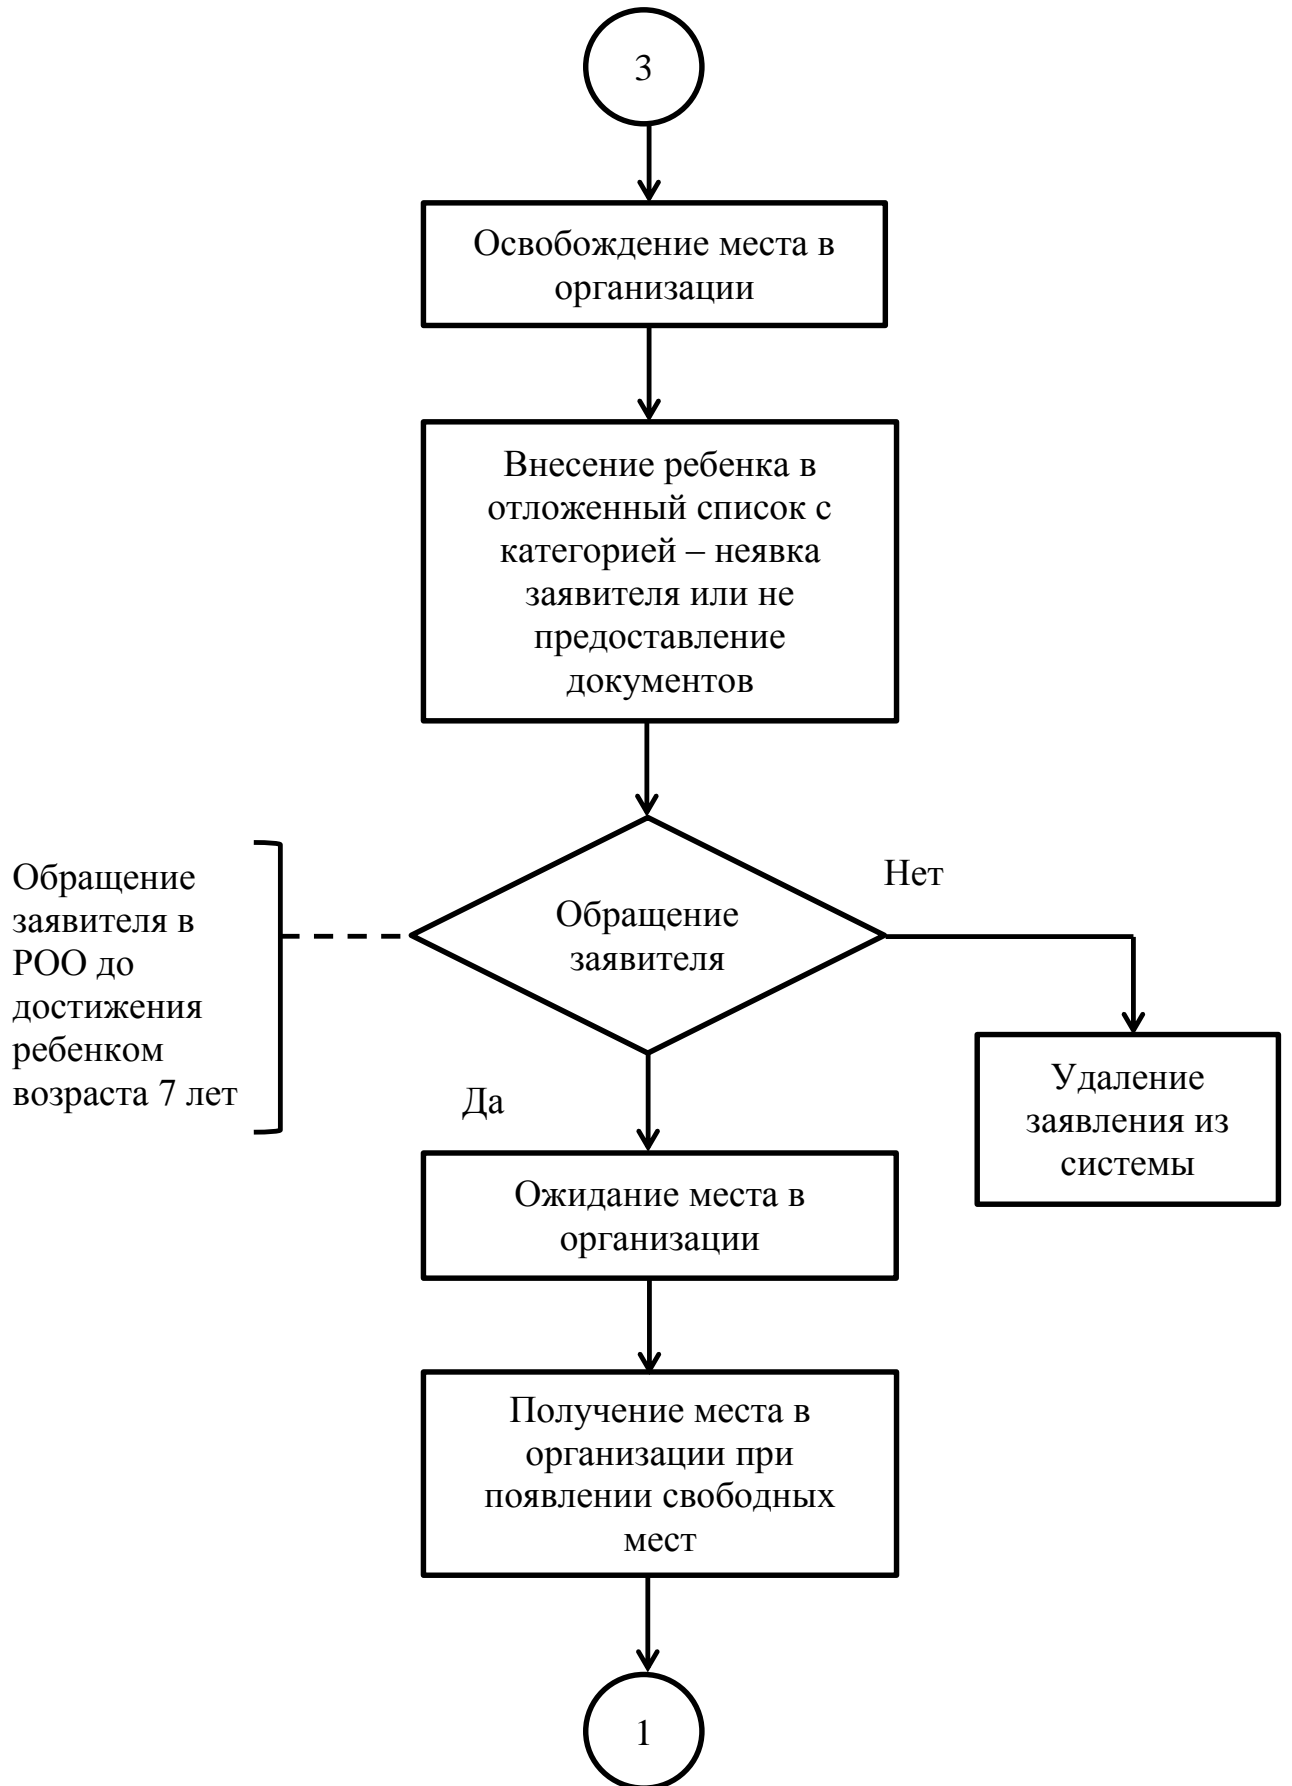 3
Освобождение места в
организации
Внесение ребенка в
отложенный список с
категорией – неявка
заявителя или не
предоставление
документов
Обращение
заявителя в
РОО до
достижения
ребенком
возраста 7 лет
Обращение
заявителя
Нет
Да
Удаление
заявления из
системы
Ожидание места в
организации
Получение места в
организации при
появлении свободных
мест
1